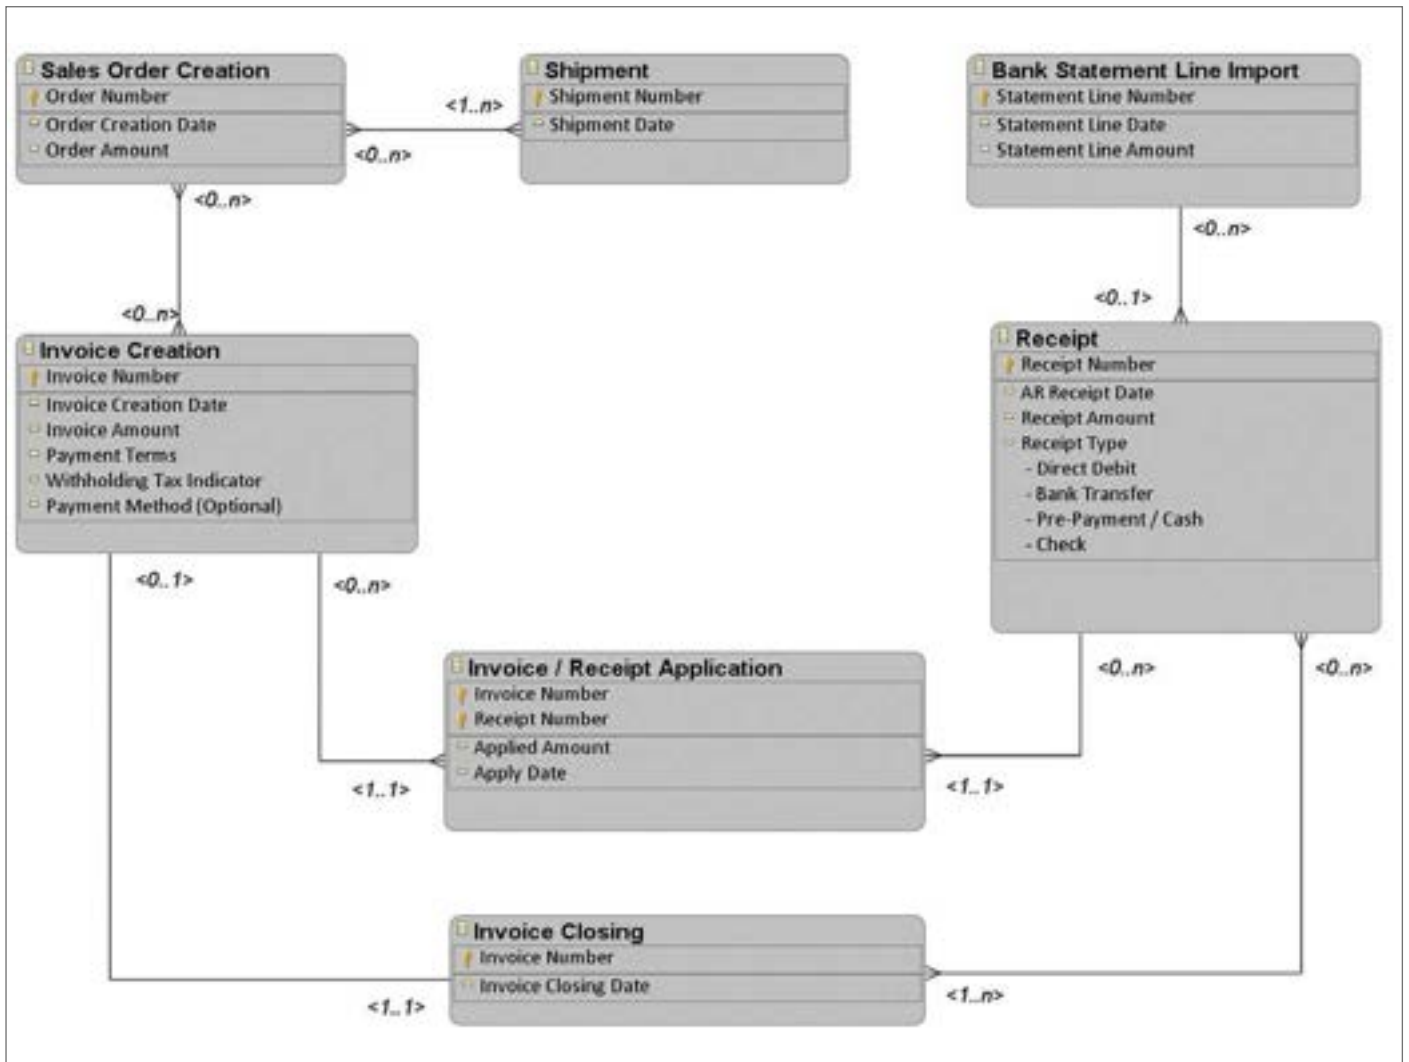 Sales Order Creation
Order Number
Order Creation Date
Order Amount
<1..n>
<0..n>
Shipment
Shipment Number
Shipment Date
Bank Statement Line Import
Statement Line Number
Statement Line Date
Statement Line Amount
<0..n>
<0..n>
<0..n>
<0..1>
Invoice Creation
Invoice Number
Invoice Creation Date
Invoice Amount
Payment Terms
Withholding Tax Indicator
Payment Method (Optional)
Receipt
Receipt Number
AR Receipt Date
Receipt Amount
Receipt Type
- Direct Debit
- Bank Transfer
- Pre-Payment / Cash
- Check
<0..1>
<0..n>
<0..n>
<0..n>
Invoice / Receipt Application
Invoice Number
Receipt Number
Applied Amount
Apply Date
<1..1>
<1..1>
Invoice Closing
Invoice Number
Invoice Closing Date
<1..1>
<1..n>